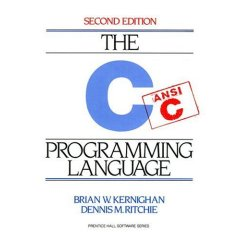 SECOND EDITION
THE
C
ANSI
C
PROGRAMMING
LANGUAGE
BRIAN W. KERNIGHAN
DENNIS M. RITCHIE
PRENTICE HALL SOFTWARE SERIES